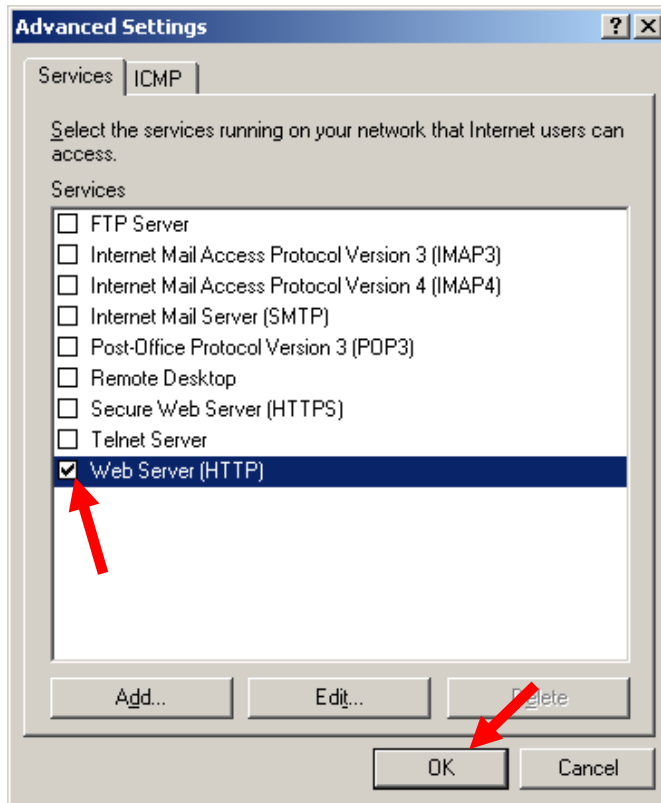 Advanced Settings
Services
ICMP
Select the services running on your network that Internet users can
access.
Services
FTP Server
Internet Mail Access Protocol Version 3 (IMAP3)
Internet Mail Access Protocol Version 4 (IMAP4)
Internet Mail Server (SMTP)
Post-Office Protocol Version 3 (POP3)
Remote Desktop
Secure Web Server (HTTPS)
Telnet Server
Web Server (HTTP)
Add... Edit... Delete
OK Cancel